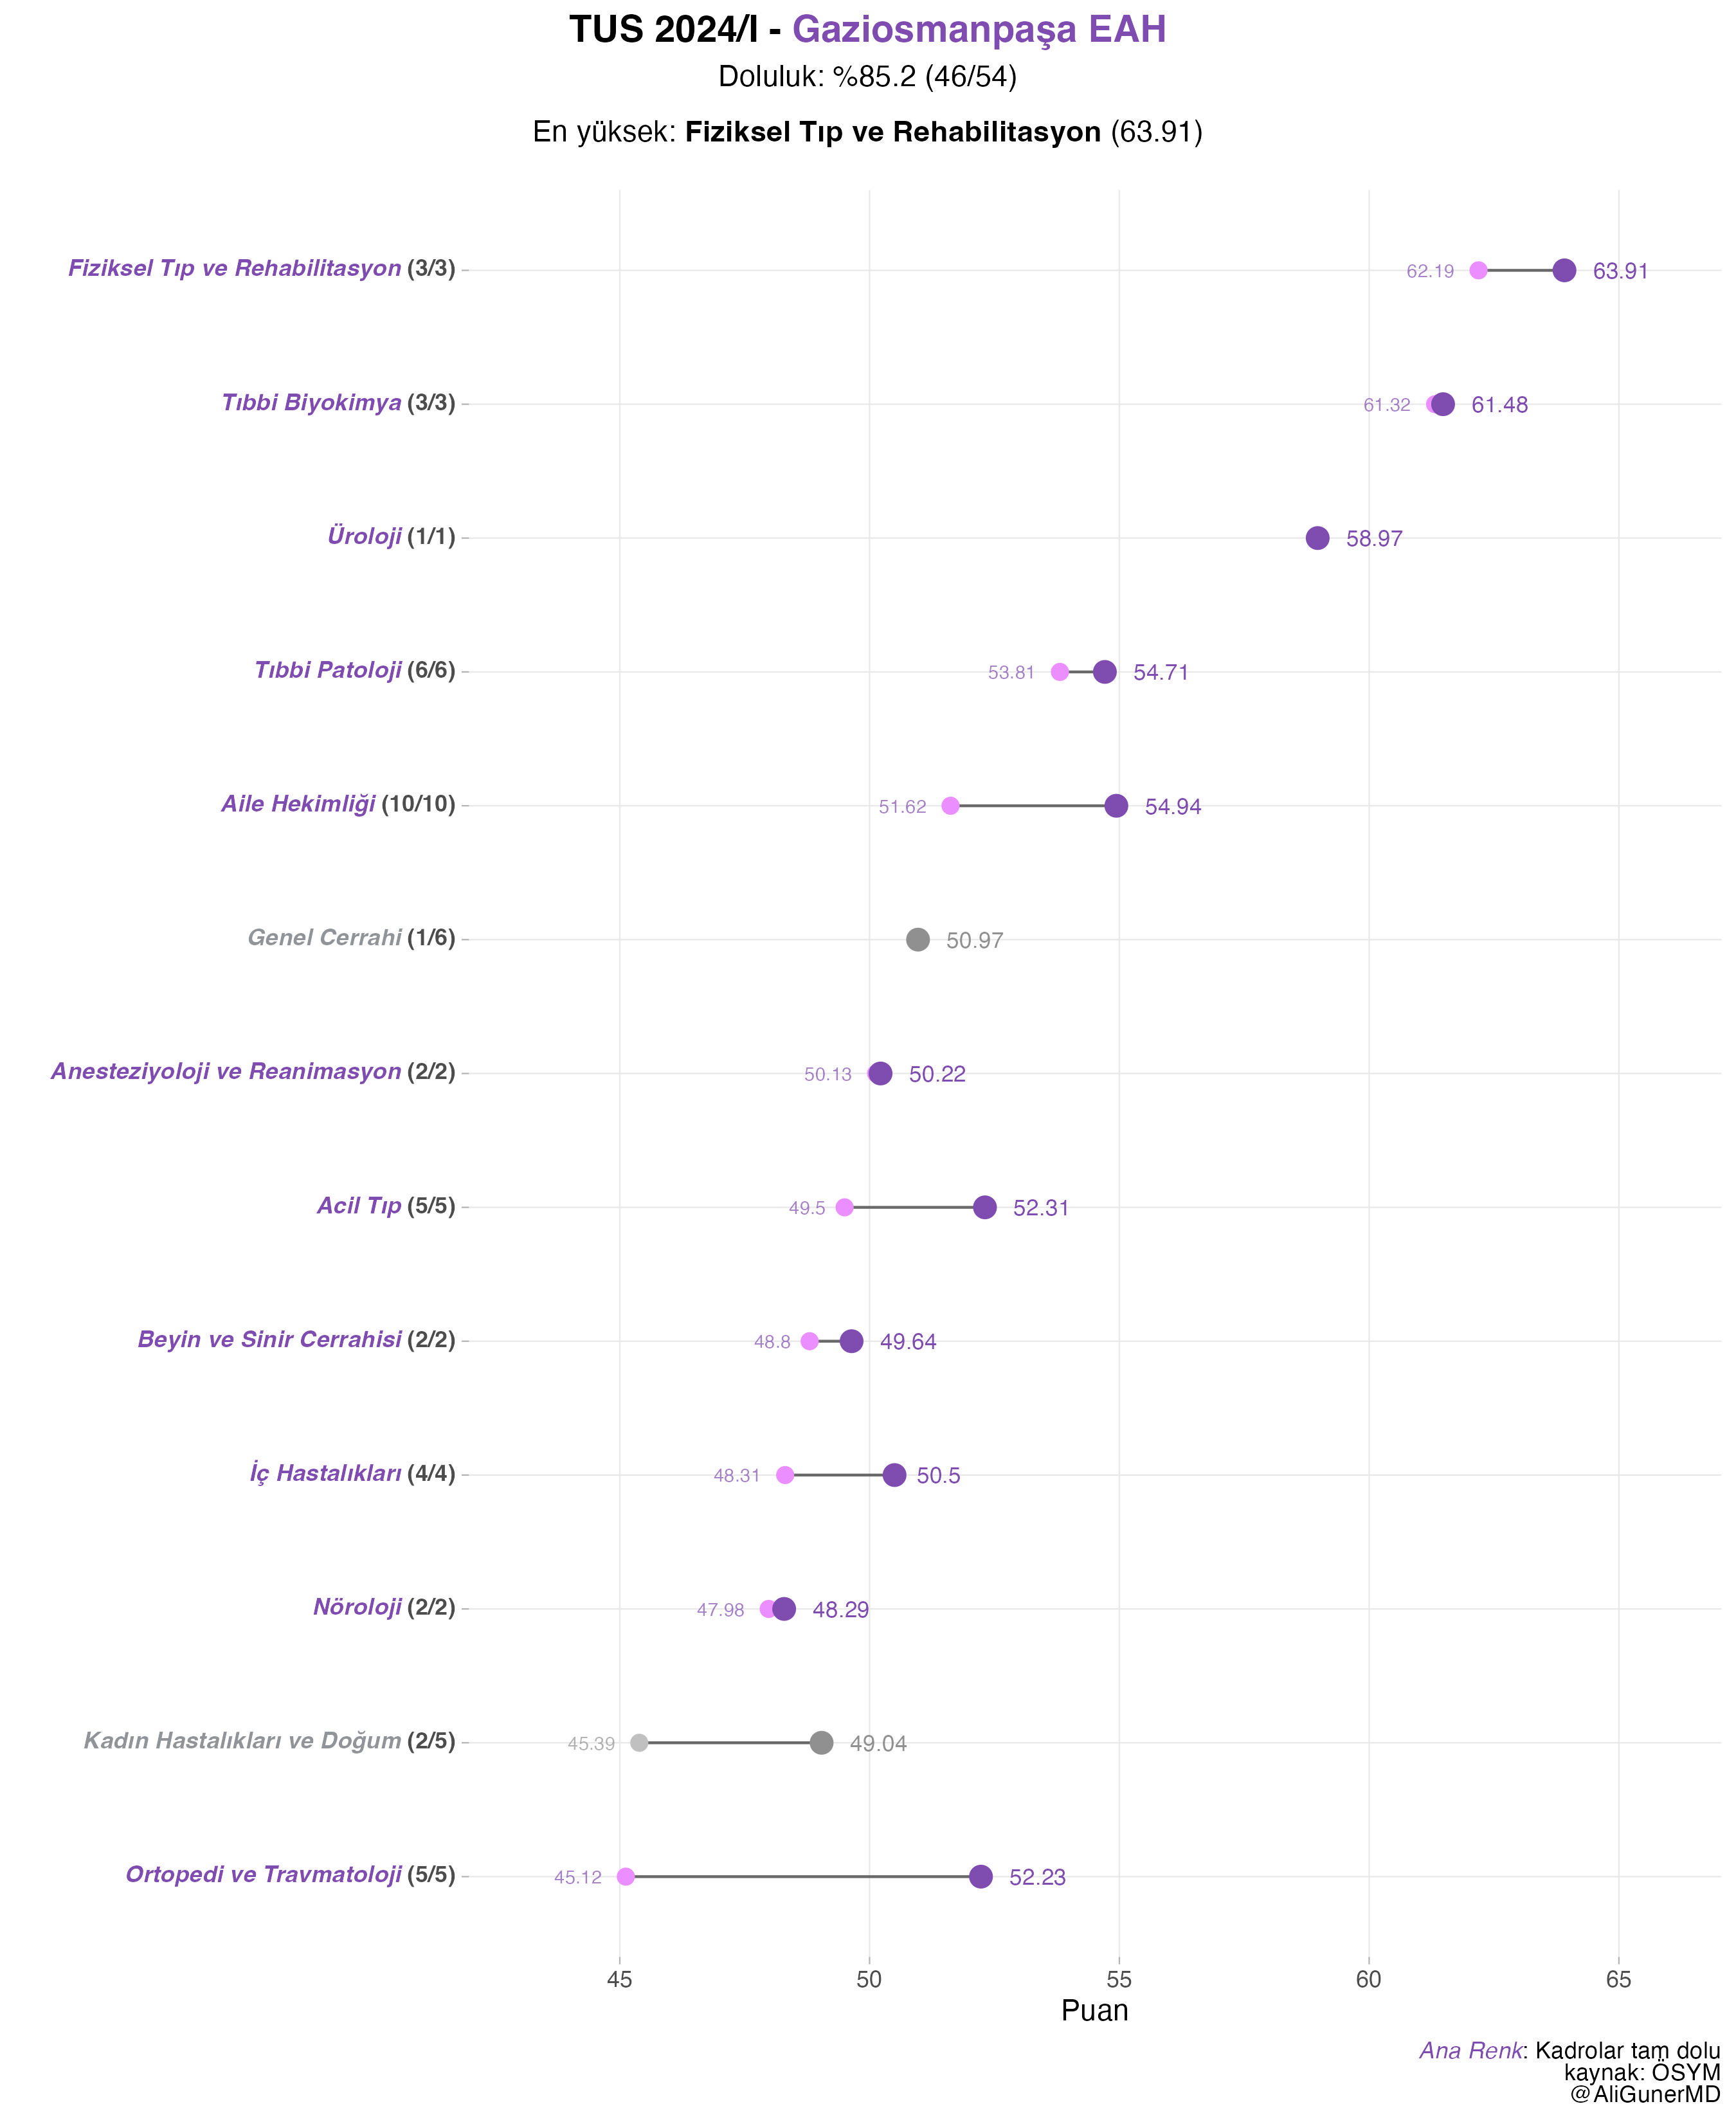 TUS 2024/I - Gaziosmanpaşa EAH
Doluluk: %85.2 (46/54)
En yüksek: Fiziksel Tıp ve Rehabilitasyon (63.91)
Fiziksel Tıp ve Rehabilitasyon (3/3) 62.19 63.91
Tıbbi Biyokimya (3/3) 61.32 61.48
Üroloji (1/1) 58.97
Tıbbi Patoloji (6/6) 53.81 54.71
Aile Hekimliği (10/10) 51.62 54.94
Genel Cerrahi (1/6) 50.97
Anesteziyoloji ve Reanimasyon (2/2) 50.13 50.22
Acil Tıp (5/5) 49.5 52.31
Beyin ve Sinir Cerrahisi (2/2) 48.8 49.64
İç Hastalıkları (4/4) 48.31 50.5
Nöroloji (2/2) 47.98 48.29
Kadın Hastalıkları ve Doğum (2/5) 45.39 49.04
Ortopedi ve Travmatoloji (5/5) 45.12 52.23
45 50 55 60 65
Puan
Ana Renk: Kadrolar tam dolu
kaynak: ÖSYM
@AliGunerMD